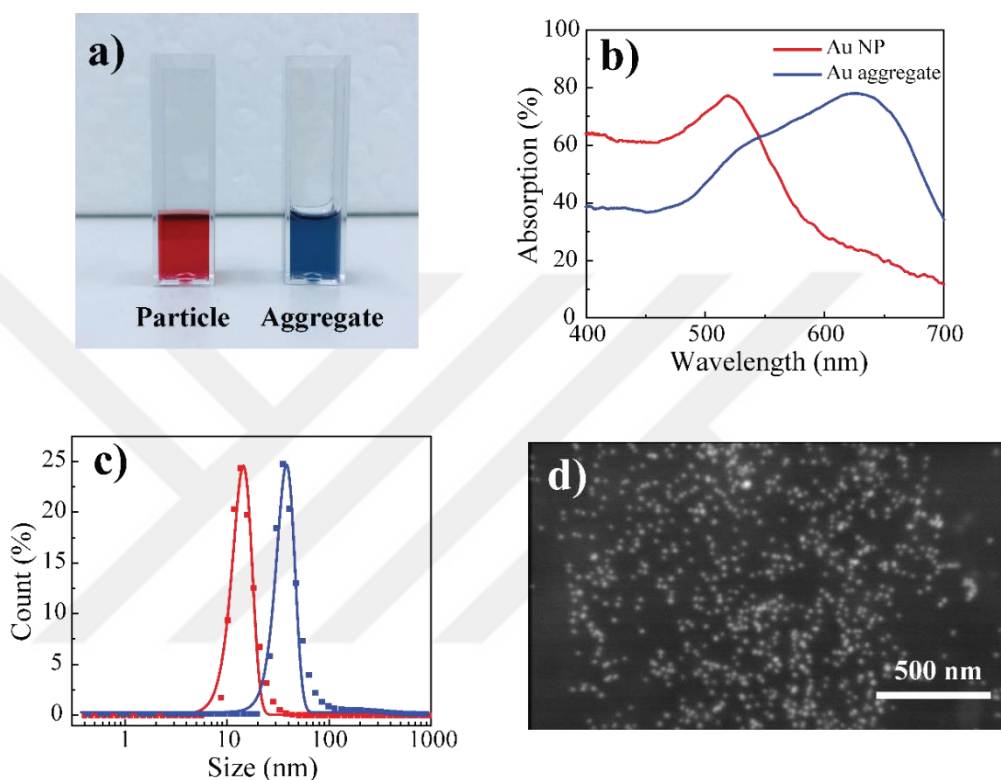 a)
Particle Aggregate
b)
Au NP
Au aggregate
100
80
60
40
20
0
400 500 600 700
Absorption (%)
Wavelength (nm)
c)
25
20
15
10
5
0
1 10 100 1000
Count (%)
Size (nm)
d)
500 nm